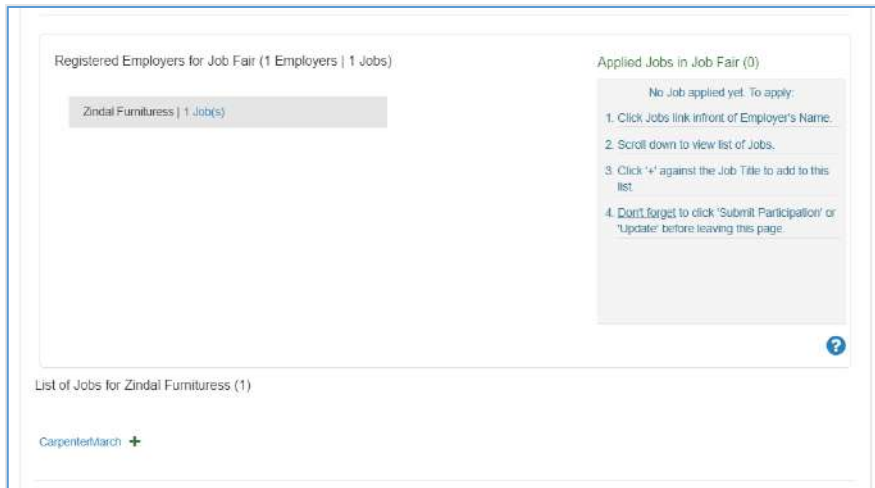 Registered Employers for Job Fair (1 Employers | 1 Jobs)
Zindal Furnituress | 1 Job(s)
Applied Jobs in Job Fair (0)
No Job applied yet. To apply:
1. Click Jobs link infront of Employer's Name.
2. Scroll down to view list of Jobs.
3. Click '+' against the Job Title to add to this
list.
4. Don't forget to click 'Submit Participation' or
'Update' before leaving this page.
?
List of Jobs for Zindal Furnituress (1)
CarpenterMarch +